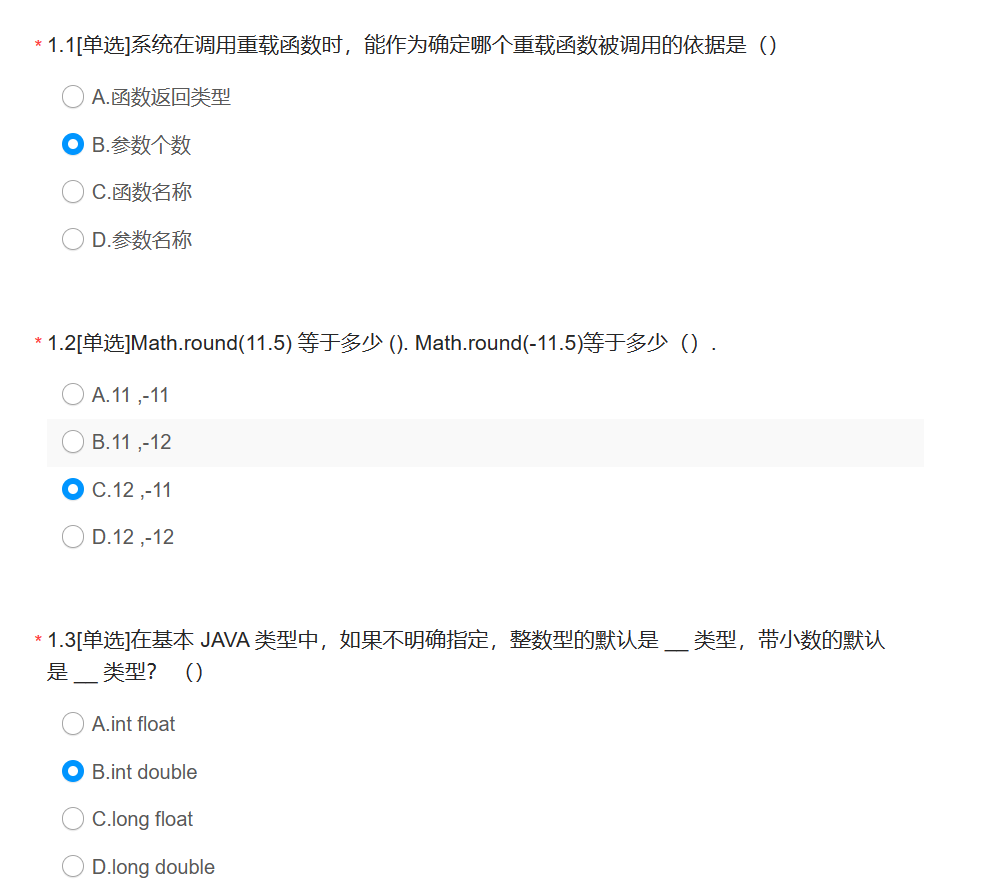 * 1.1[单选]系统在调用重载函数时，能作为确定哪个重载函数被调用的依据是（）
A.函数返回类型
B.参数个数
C.函数名称
D.参数名称
* 1.2[单选]Math.round(11.5) 等于多少 (). Math.round(-11.5)等于多少（）.
A.11 ,-11
B.11 ,-12
C.12 ,-11
D.12 ,-12
* 1.3[单选]在基本 JAVA 类型中，如果不明确指定，整数型的默认是 __ 类型，带小数的默认
是 __ 类型？ （）
A.int float
B.int double
C.long float
D.long double